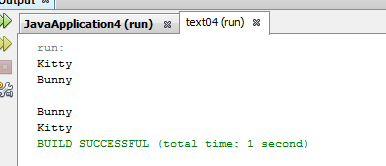 Output
JavaApplication4 (run)
text04 (run)
run:
Kitty
Bunny

Bunny
Kitty
BUILD SUCCESSFUL (total time: 1 second)